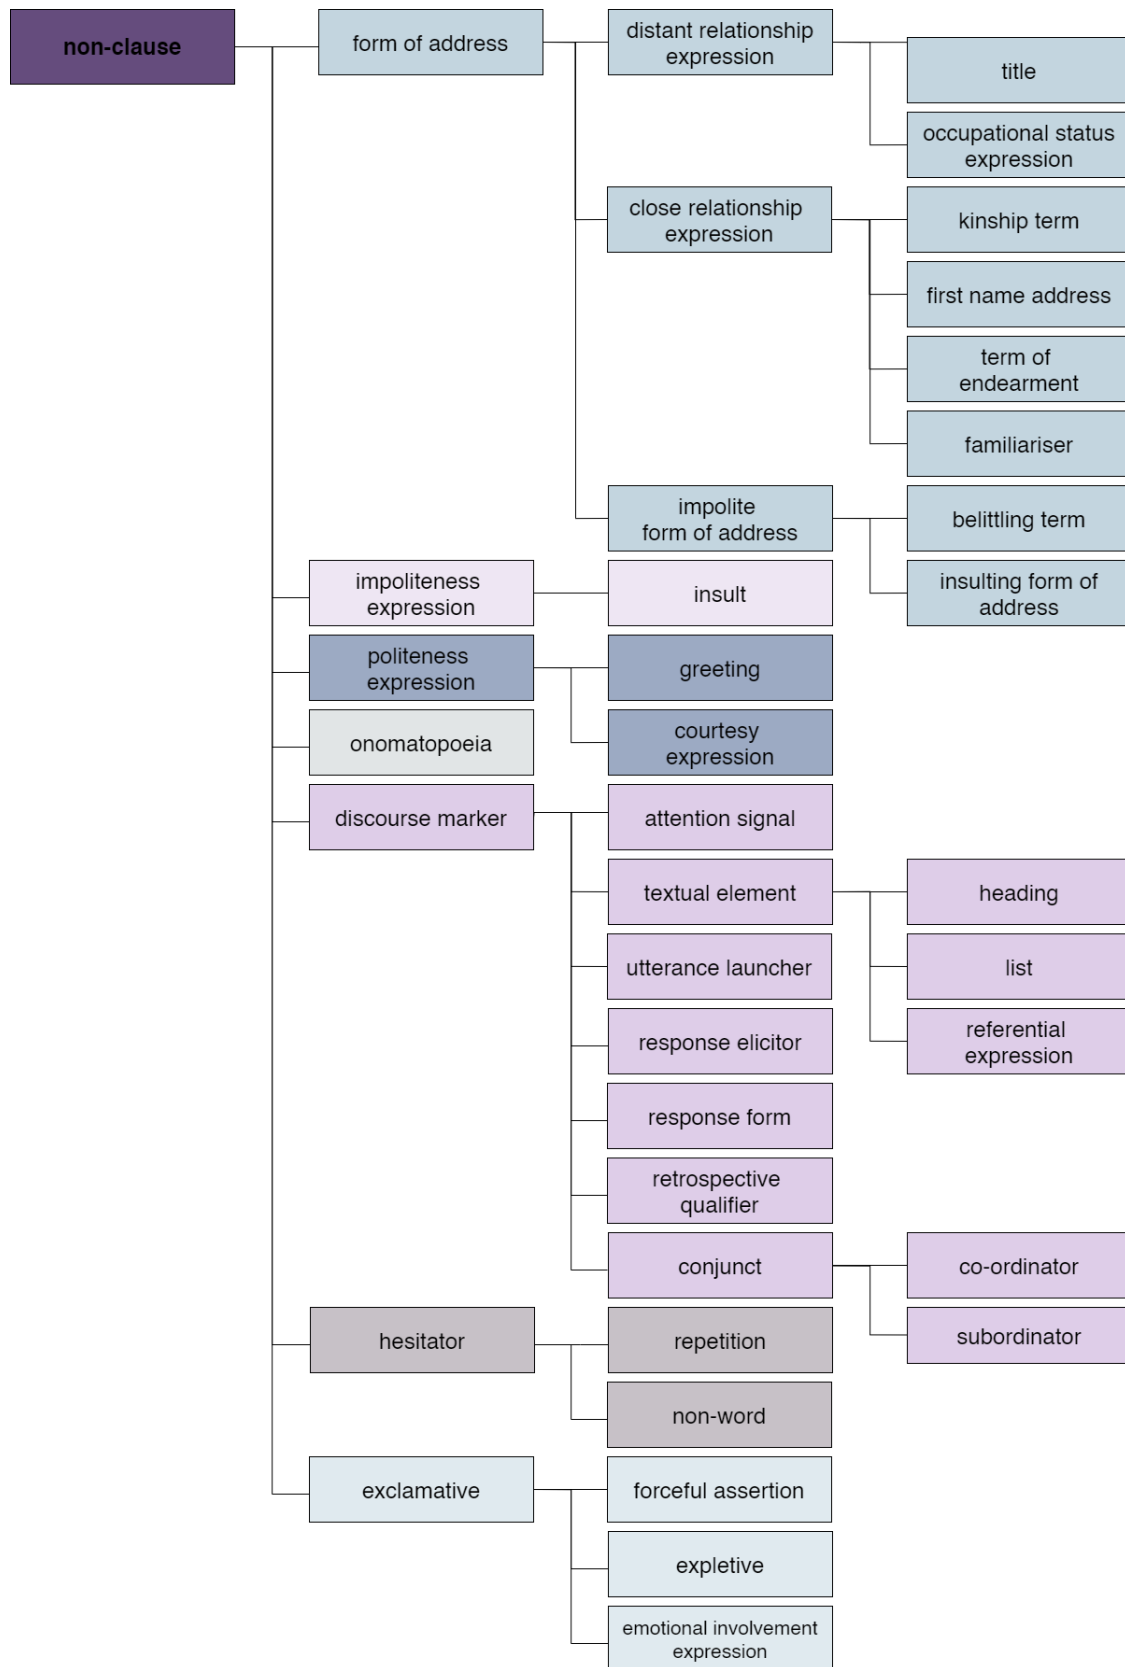 non-clause
form of address
distant relationship
expression
title
occupational status
expression
close relationship
expression
kinship term
first name address
term of
endearment
familiariser
impolite
form of address
belittling term
insulting form of
address
impoliteness
expression
insult
politeness
expression
greeting
courtesy
expression
onomatopoeia
discourse marker
attention signal
textual element
heading
list
referential
expression
utterance launcher
response elicitor
response form
retrospective
qualifier
conjunct
co-ordinator
subordinator
hesitator
repetition
non-word
exclamative
forceful assertion
expletive
emotional involvement
expression